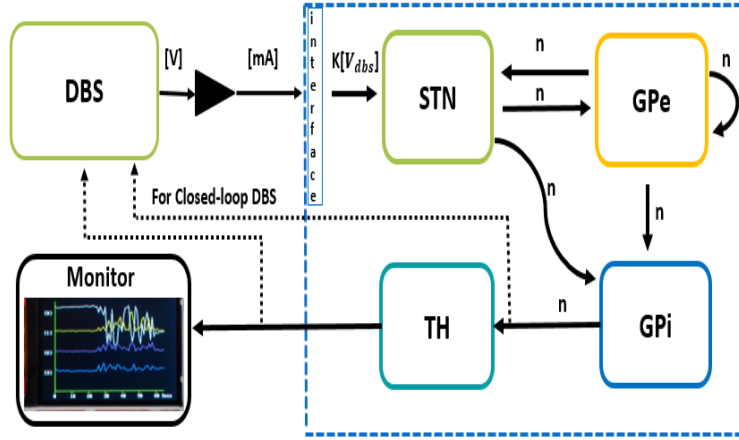 [V]
[mA]
interface
K[V_dbs]
DBS
STN
GPe
n
n
n
n
n
n
For Closed-loop DBS
Monitor
TH
GPi